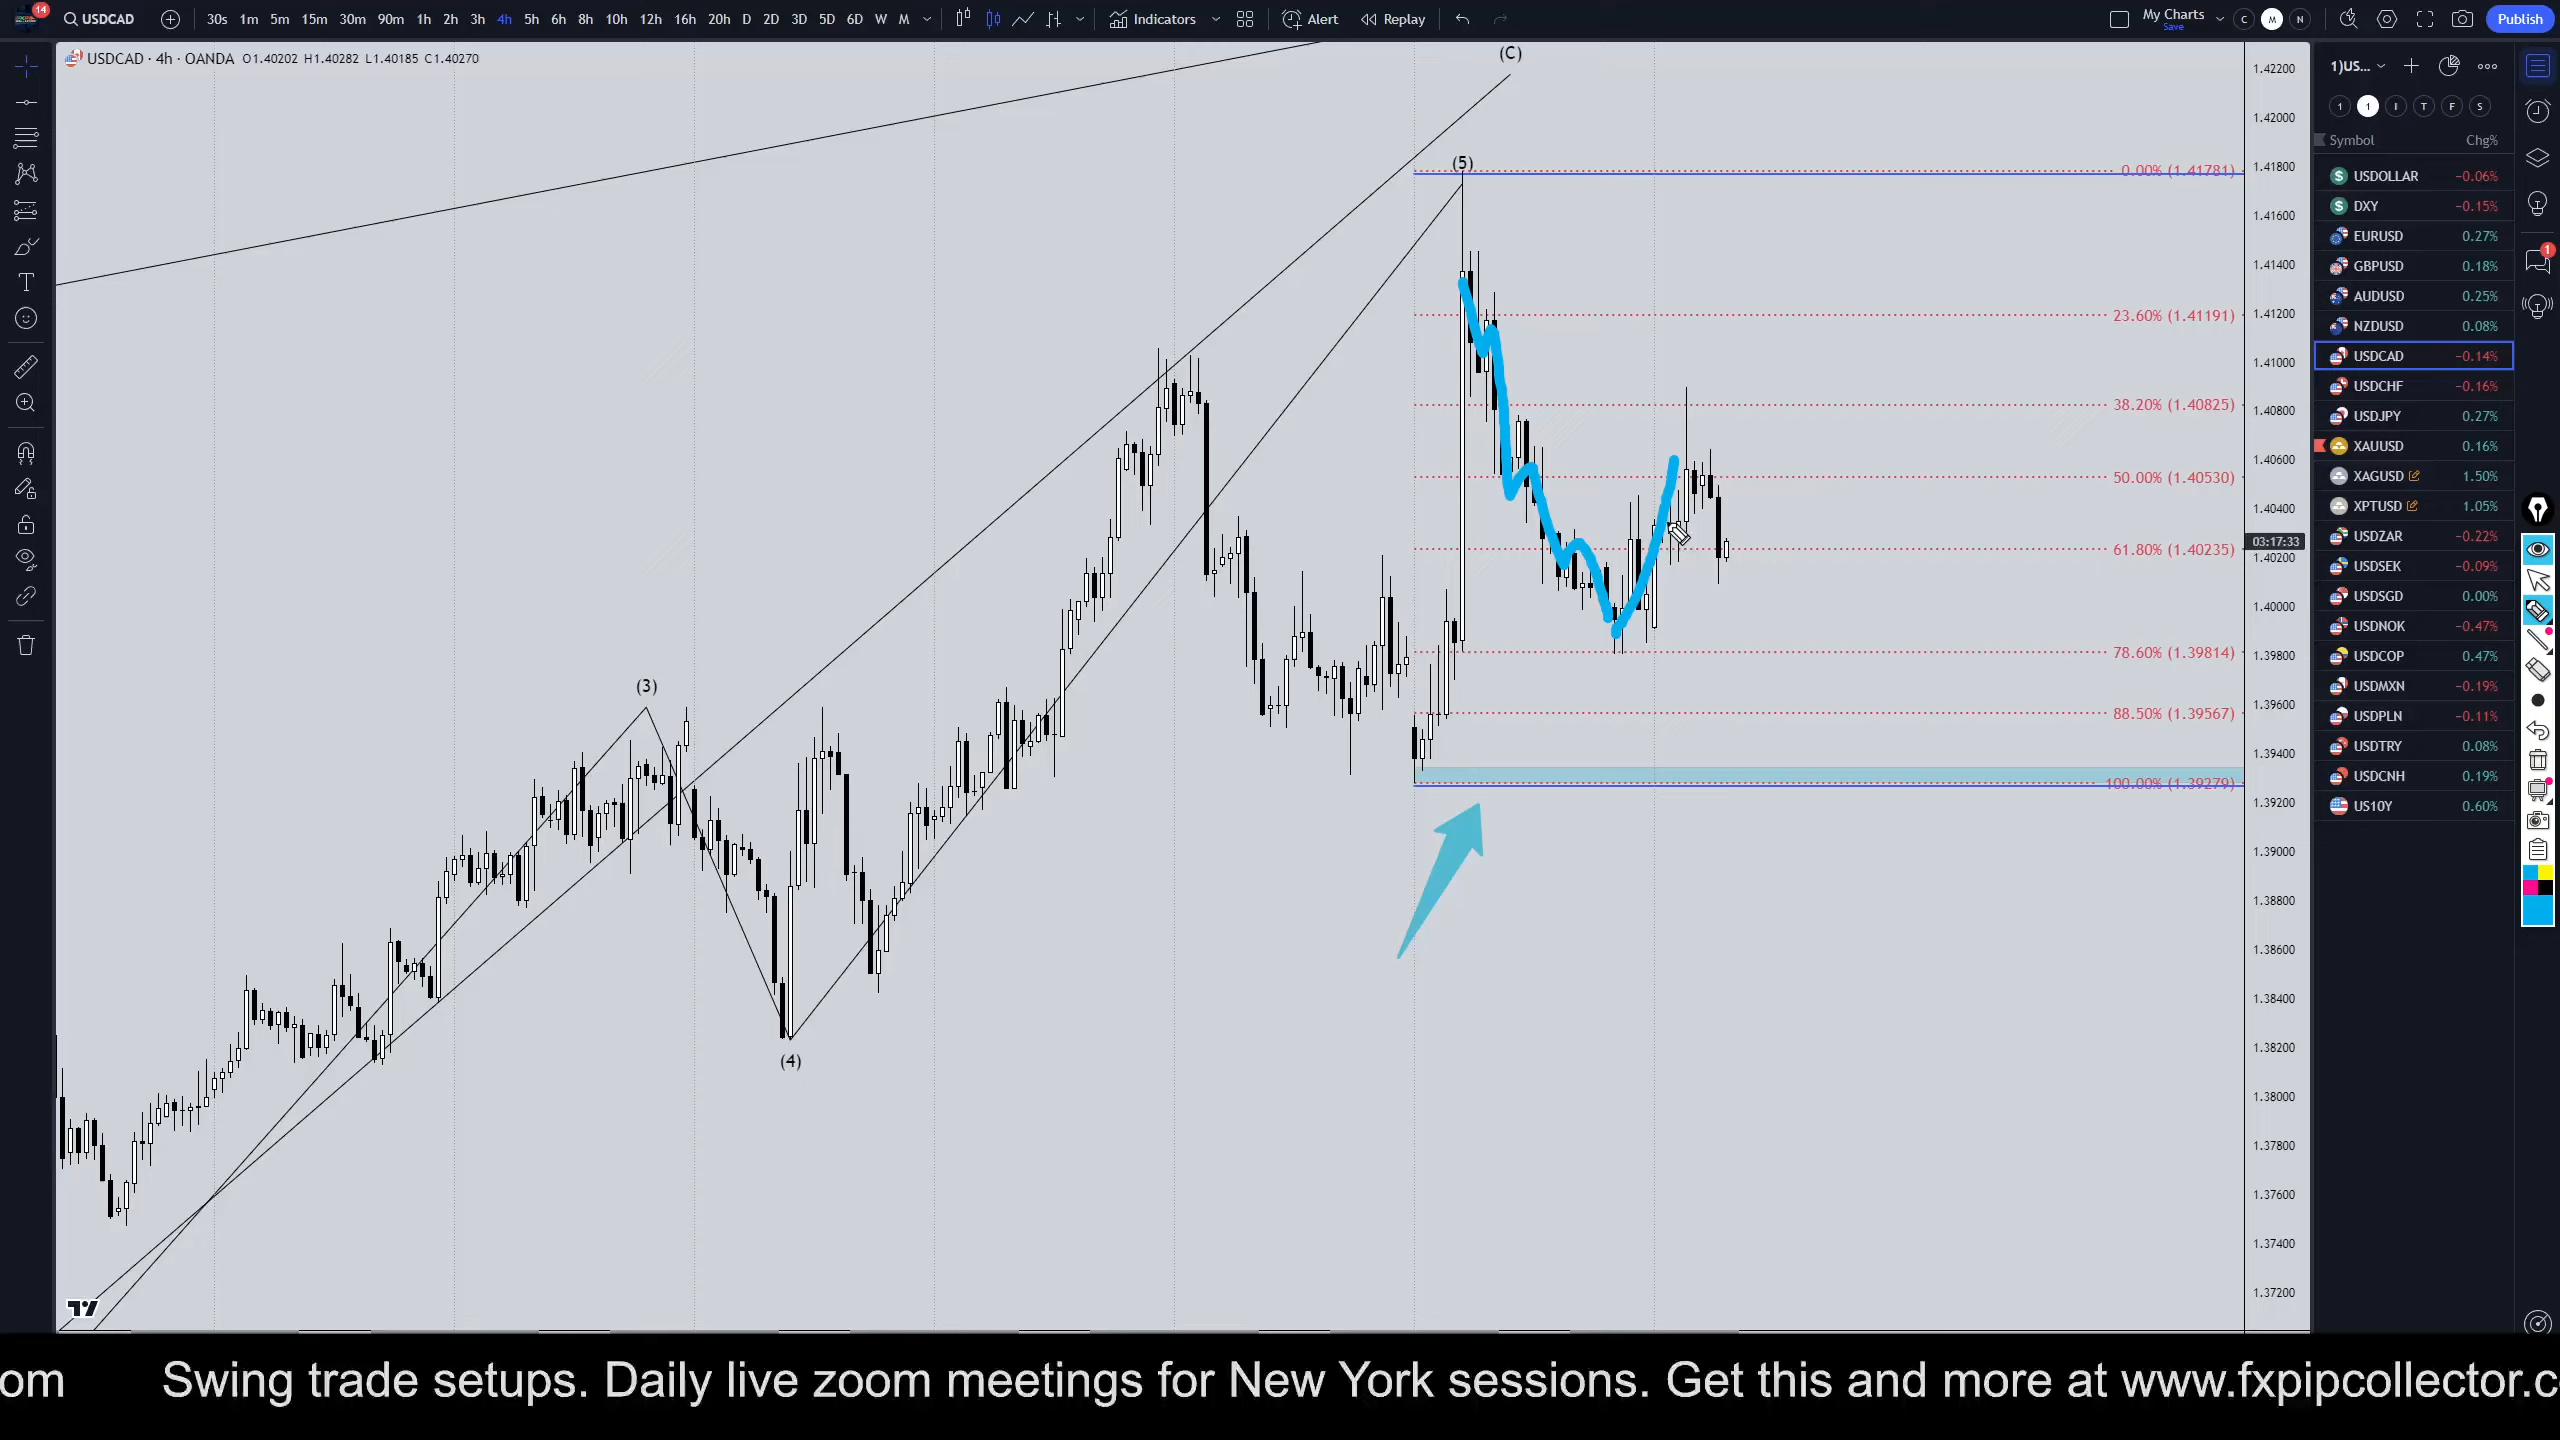 14
USDCAD
30s 1m 5m 15m 30m 90m 1h 2h 3h 4h 5h 6h 8h 10h 12h 16h 20h D 2D 3D 5D 6D W M
Indicators
Alert
Replay
My Charts
Save
C M N
Publish
USDCAD · 4h · OANDA O1.40202 H1.40282 L1.40185 C1.40270
(C)
(5)
(3)
(4)
0.00% (1.41781)
23.60% (1.41191)
38.20% (1.40825)
50.00% (1.40530)
61.80% (1.40235)
78.60% (1.39814)
88.50% (1.39567)
100.00% (1.39279)
1.42200
1.42000
1.41800
1.41600
1.41400
1.41200
1.41000
1.40800
1.40600
1.40400
03:17:33
1.40200
1.40000
1.39800
1.39600
1.39400
1.39200
1.39000
1.38800
1.38600
1.38400
1.38200
1.38000
1.37800
1.37600
1.37400
1.37200
1)US...
1 1 I T F S
Symbol Chg%
USDOLLAR −0.06%
DXY −0.15%
EURUSD 0.27%
GBPUSD 0.18%
AUDUSD 0.25%
NZDUSD 0.08%
USDCAD −0.14%
USDCHF −0.16%
USDJPY 0.27%
XAUUSD 0.16%
XAGUSD 1.50%
XPTUSD 1.05%
USDZAR −0.22%
USDSEK −0.09%
USDSGD 0.00%
USDNOK −0.47%
USDCOP 0.47%
USDMXN −0.19%
USDPLN −0.11%
USDTRY 0.08%
USDCNH 0.19%
US10Y 0.60%
1
om Swing trade setups. Daily live zoom meetings for New York sessions. Get this and more at www.fxpipcollector.c